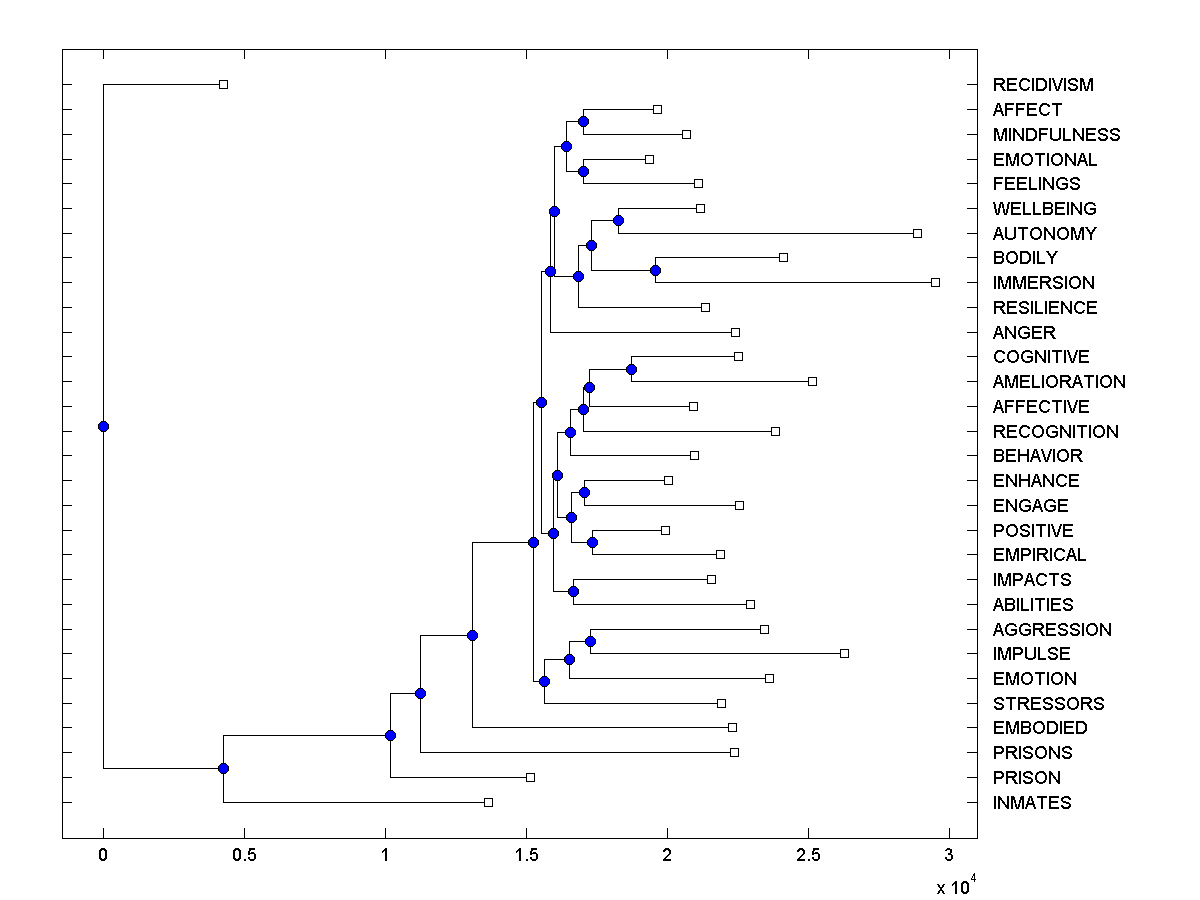 RECIDIVISM
AFFECT
MINDFULNESS
EMOTIONAL
FEELINGS
WELLBEING
AUTONOMY
BODILY
IMMERSION
RESILIENCE
ANGER
COGNITIVE
AMELIORATION
AFFECTIVE
RECOGNITION
BEHAVIOR
ENHANCE
ENGAGE
POSITIVE
EMPIRICAL
IMPACTS
ABILITIES
AGGRESSION
IMPULSE
EMOTION
STRESSORS
EMBODIED
PRISONS
PRISON
INMATES
0 0.5 1 1.5 2 2.5 3
x 10^4